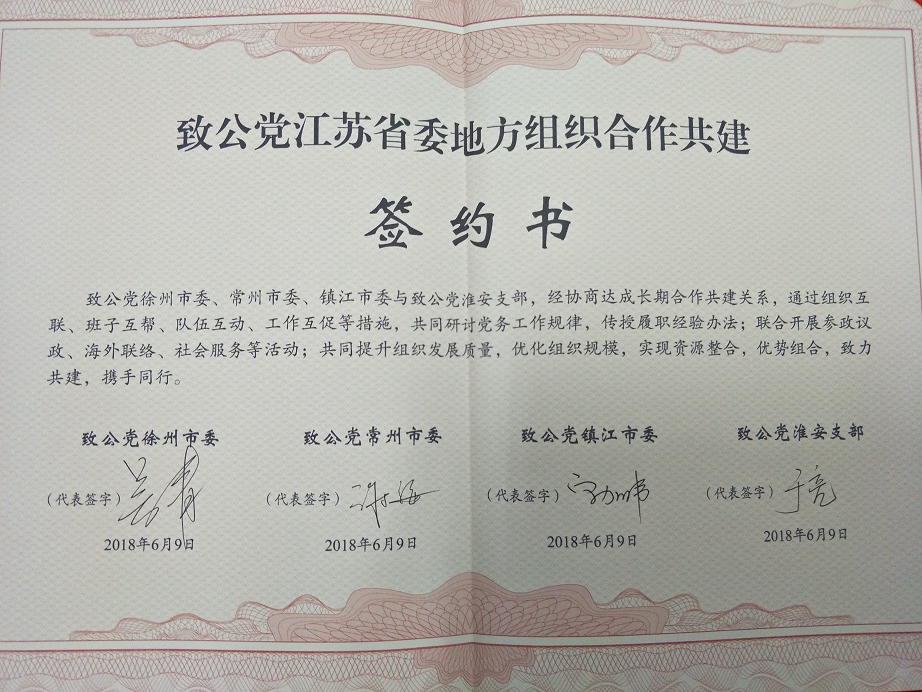 致公党江苏省委地方组织合作共建
签约书
致公党徐州市委、常州市委、镇江市委与致公党淮安支部，经协商达成长期合作共建关系，通过组织互
联、班子互帮、队伍互动、工作互促等措施，共同研讨党务工作规律，传授履职经验办法；联合开展参政议
政、海外联络、社会服务等活动；共同提升组织发展质量，优化组织规模，实现资源整合，优势组合，致力
共建，携手同行。
致公党徐州市委 致公党常州市委 致公党镇江市委 致公党淮安支部
（代表签字） （代表签字） （代表签字） （代表签字）于亮
2018年6月9日 2018年6月9日 2018年6月9日 2018年6月9日